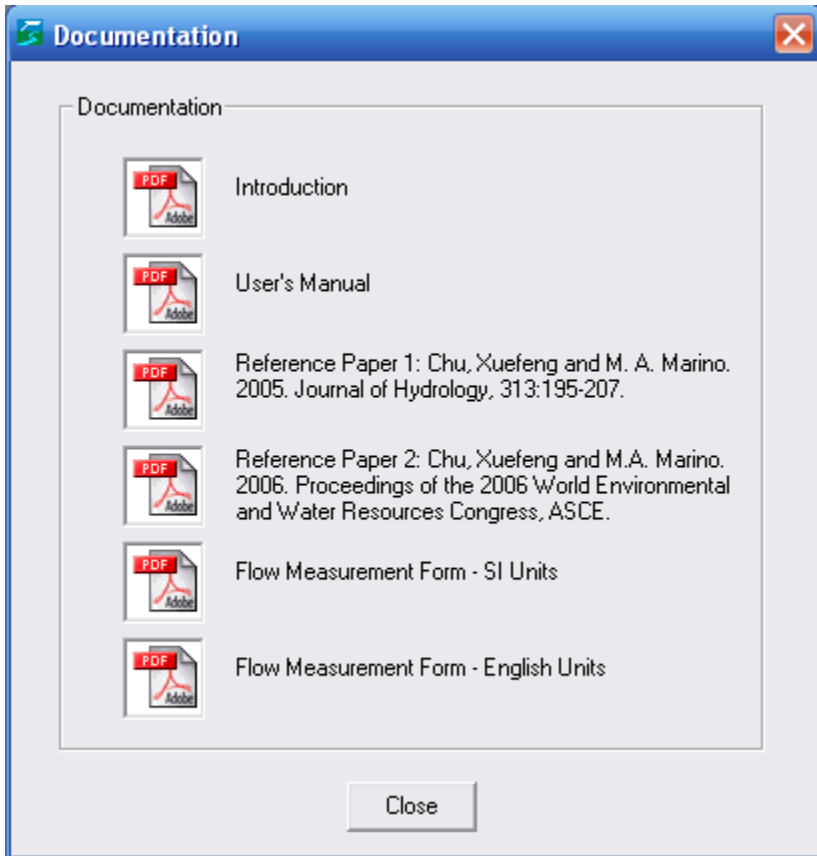 Documentation
Documentation
PDF
Adobe
Introduction
PDF
Adobe
User's Manual
PDF
Adobe
Reference Paper 1: Chu, Xuefeng and M. A. Marino.
2005. Journal of Hydrology, 313:195-207.
PDF
Adobe
Reference Paper 2: Chu, Xuefeng and M.A. Marino.
2006. Proceedings of the 2006 World Environmental
and Water Resources Congress, ASCE.
PDF
Adobe
Flow Measurement Form - SI Units
PDF
Adobe
Flow Measurement Form - English Units
Close